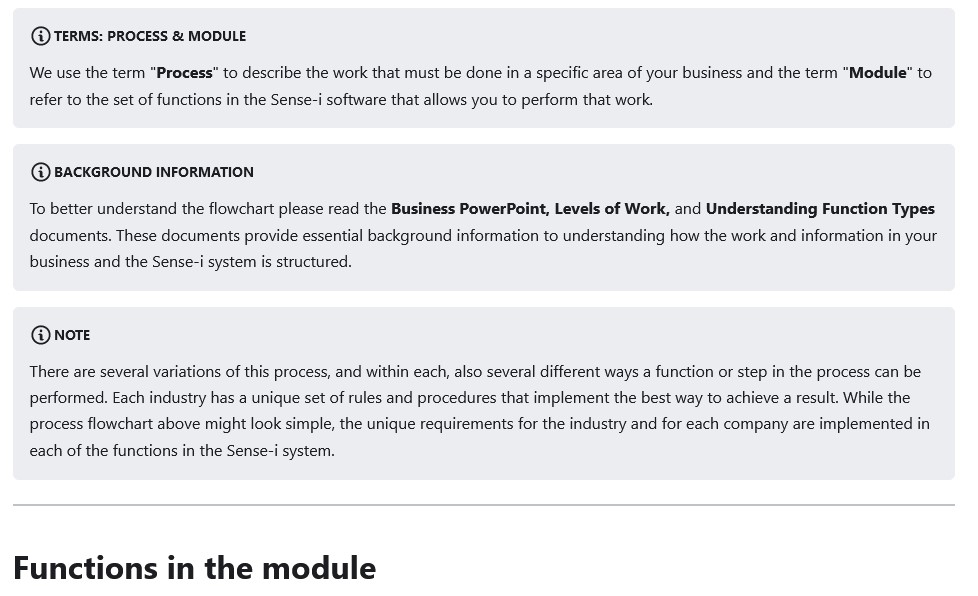 TERMS: PROCESS & MODULE
We use the term "Process" to describe the work that must be done in a specific area of your business and the term "Module" to
refer to the set of functions in the Sense-i software that allows you to perform that work.
BACKGROUND INFORMATION
To better understand the flowchart please read the Business PowerPoint, Levels of Work, and Understanding Function Types
documents. These documents provide essential background information to understanding how the work and information in your
business and the Sense-i system is structured.
NOTE
There are several variations of this process, and within each, also several different ways a function or step in the process can be
performed. Each industry has a unique set of rules and procedures that implement the best way to achieve a result. While the
process flowchart above might look simple, the unique requirements for the industry and for each company are implemented in
each of the functions in the Sense-i system.
Functions in the module